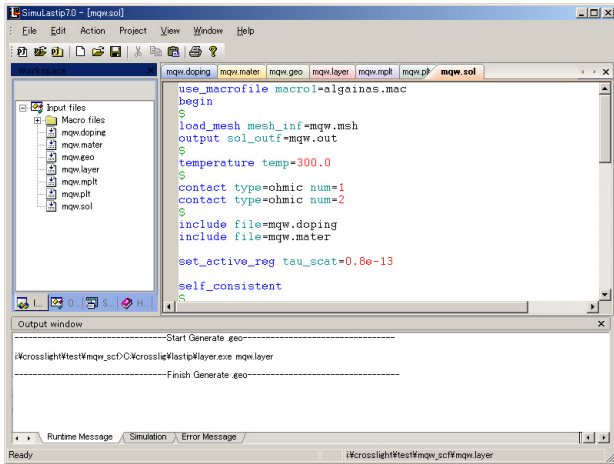 SimuLastip7.0 - [mqw.sol]
File Edit Action Project View Window Help
Workspace
mqw.doping mqw.mater mqw.geo mqw.layer mqw.mplt mqw.plt mqw.sol
Input files
Macro files
mqw.doping
mqw.mater
mqw.geo
mqw.layer
mqw.mplt
mqw.plt
mqw.sol
I... O... S... H...
use_macrofile macro1=algainas.mac
begin
$
load_mesh mesh_inf=mqw.msh
output sol_outf=mqw.out
$
temperature temp=300.0
$
contact type=ohmic num=1
contact type=ohmic num=2
$
include file=mqw.doping
include file=mqw.mater
set_active_reg tau_scat=0.8e-13
self_consistent
$
Output window
-----------------------------------Start Generate .geo-----------------------------------
i:¥crosslight¥test¥mqw_scf>C:¥crosslig¥lastip¥layer.exe mqw.layer
-----------------------------------Finish Generate .geo-----------------------------------
Runtime Message Simulation Error Message
Ready i:¥crosslight¥test¥mqw_scf¥mqw.layer